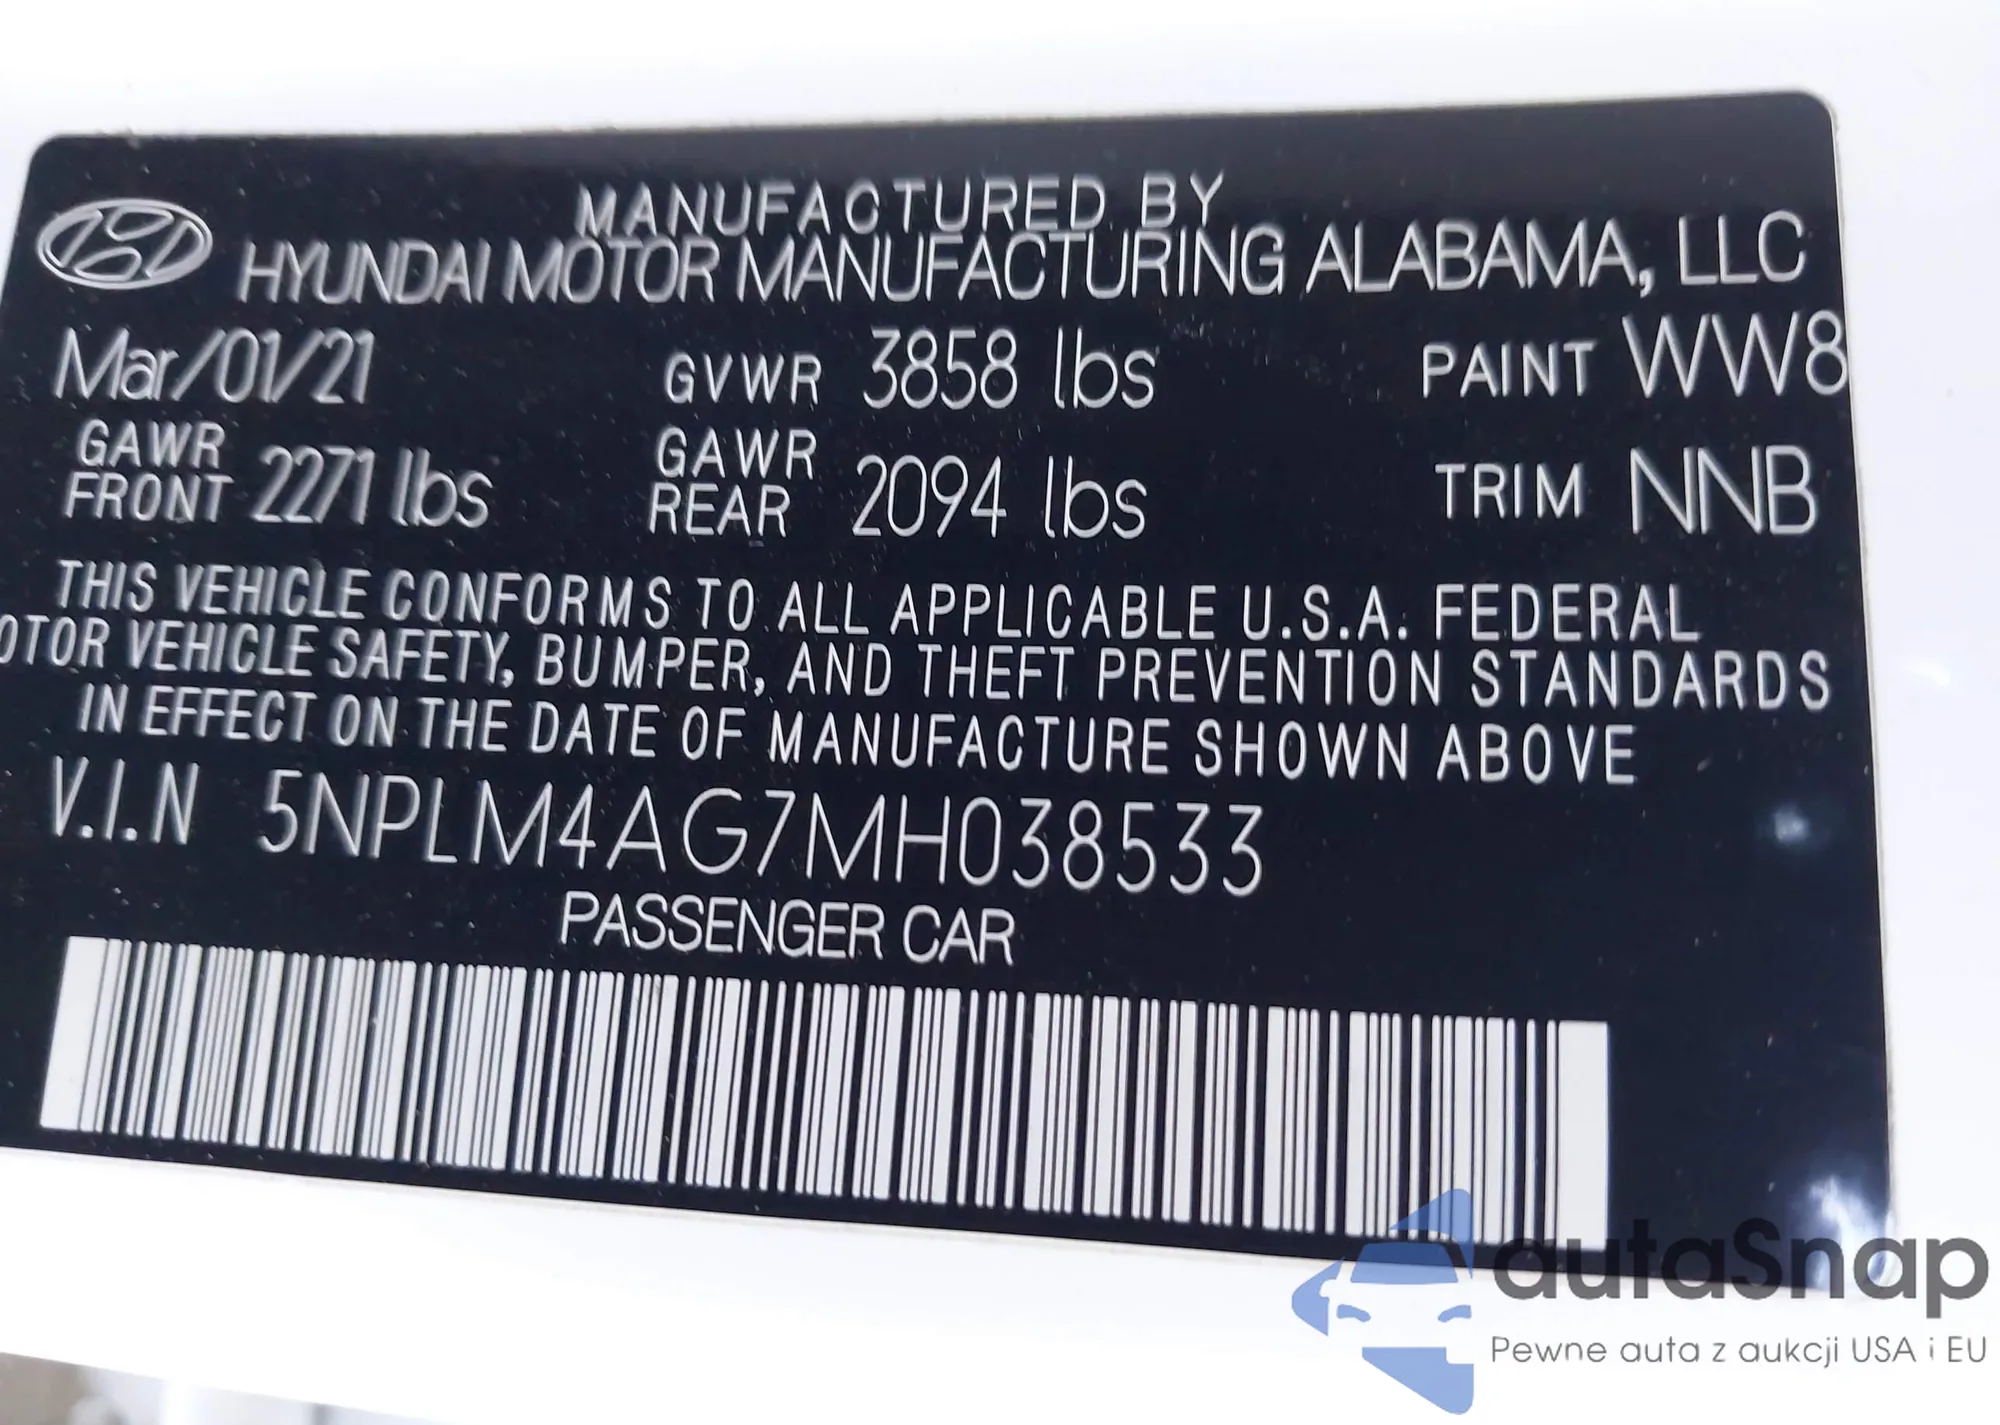 MANUFACTURED BY
HYUNDAI MOTOR MANUFACTURING ALABAMA, LLC
Mar/01/21 GVWR 3858 lbs PAINT WW8
GAWR FRONT 2271 lbs GAWR REAR 2094 lbs TRIM NNB
THIS VEHICLE CONFORMS TO ALL APPLICABLE U.S.A. FEDERAL
OTOR VEHICLE SAFETY, BUMPER, AND THEFT PREVENTION STANDARDS
IN EFFECT ON THE DATE OF MANUFACTURE SHOWN ABOVE
V.I.N 5NPLM4AG7MH038533
PASSENGER CAR
autaSnap
Pewne auta z aukcji USA i EU